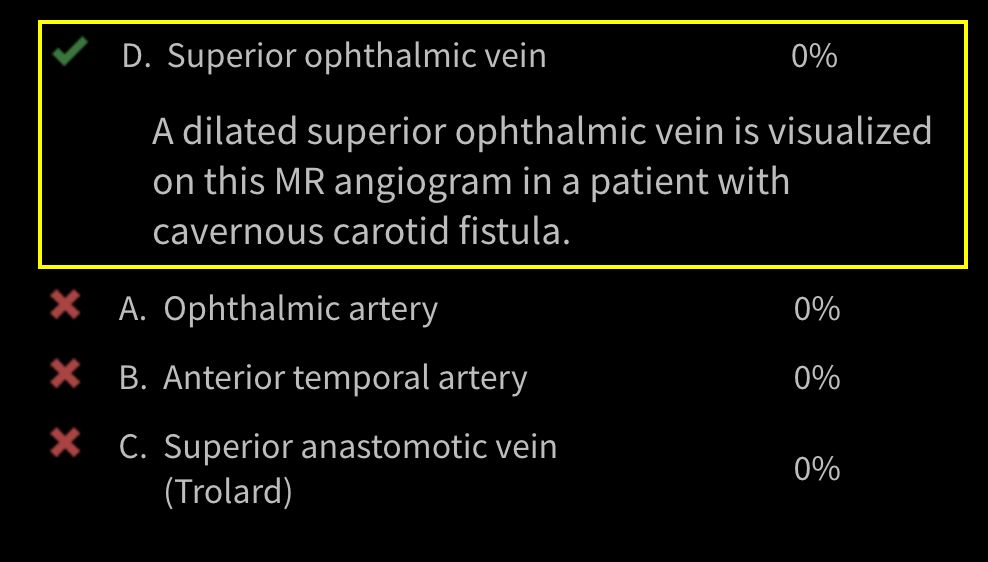 D. Superior ophthalmic vein 0%
A dilated superior ophthalmic vein is visualized
on this MR angiogram in a patient with
cavernous carotid fistula.
A. Ophthalmic artery 0%
B. Anterior temporal artery 0%
C. Superior anastomotic vein
0%
(Trolard)